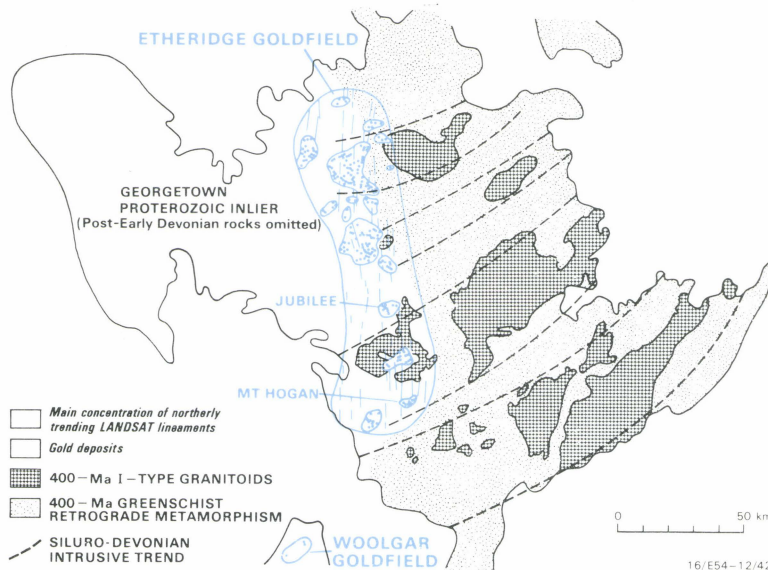 ETHERIDGE GOLDFIELD
GEORGETOWN
PROTEROZOIC INLIER
(Post-Early Devonian rocks omitted)
JUBILEE
MT HOGAN
Main concentration of northerly
trending LANDSAT lineaments
Gold deposits
400-Ma I-TYPE GRANITOIDS
400-Ma GREENSCHIST
RETROGRADE METAMORPHISM
SILURO-DEVONIAN
INTRUSIVE TREND
WOOLGAR
GOLDFIELD
0 50 km
16/E54-12/42